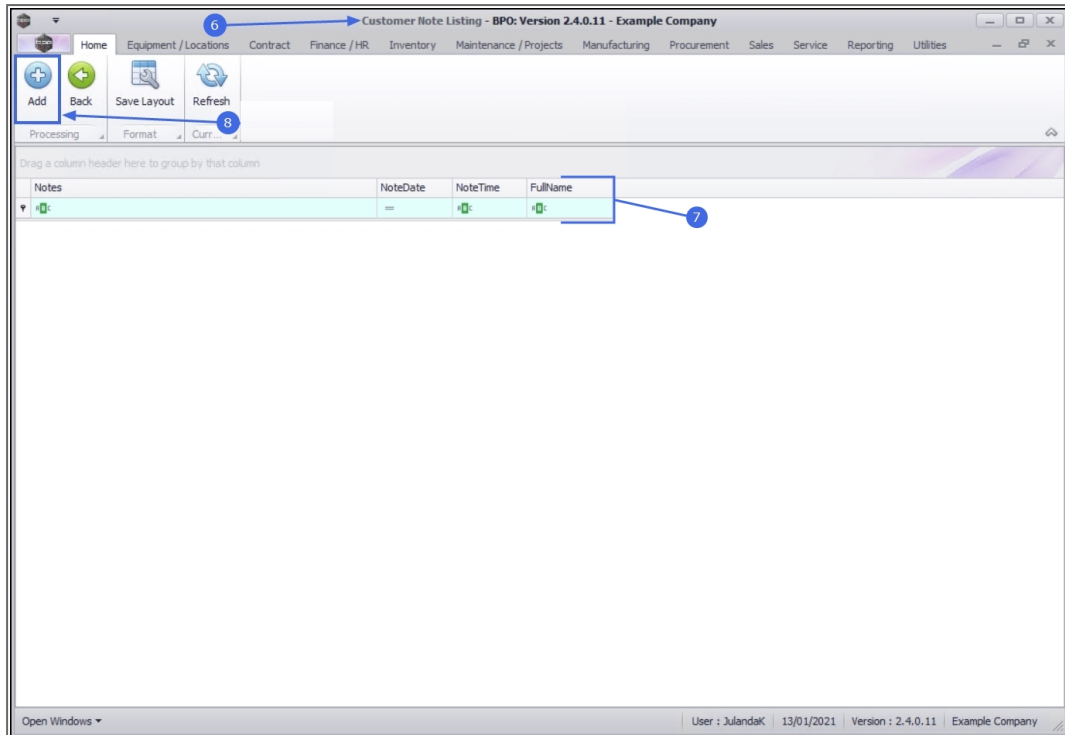 6
Customer Note Listing - BPO: Version 2.4.0.11 - Example Company
Home Equipment / Locations Contract Finance / HR Inventory Maintenance / Projects Manufacturing Procurement Sales Service Reporting Utilities
Add Back Save Layout Refresh
8
Processing Format Curr...
Drag a column header here to group by that column
Notes NoteDate NoteTime FullName
=
7
Open Windows User : JulandaK 13/01/2021 Version : 2.4.0.11 Example Company